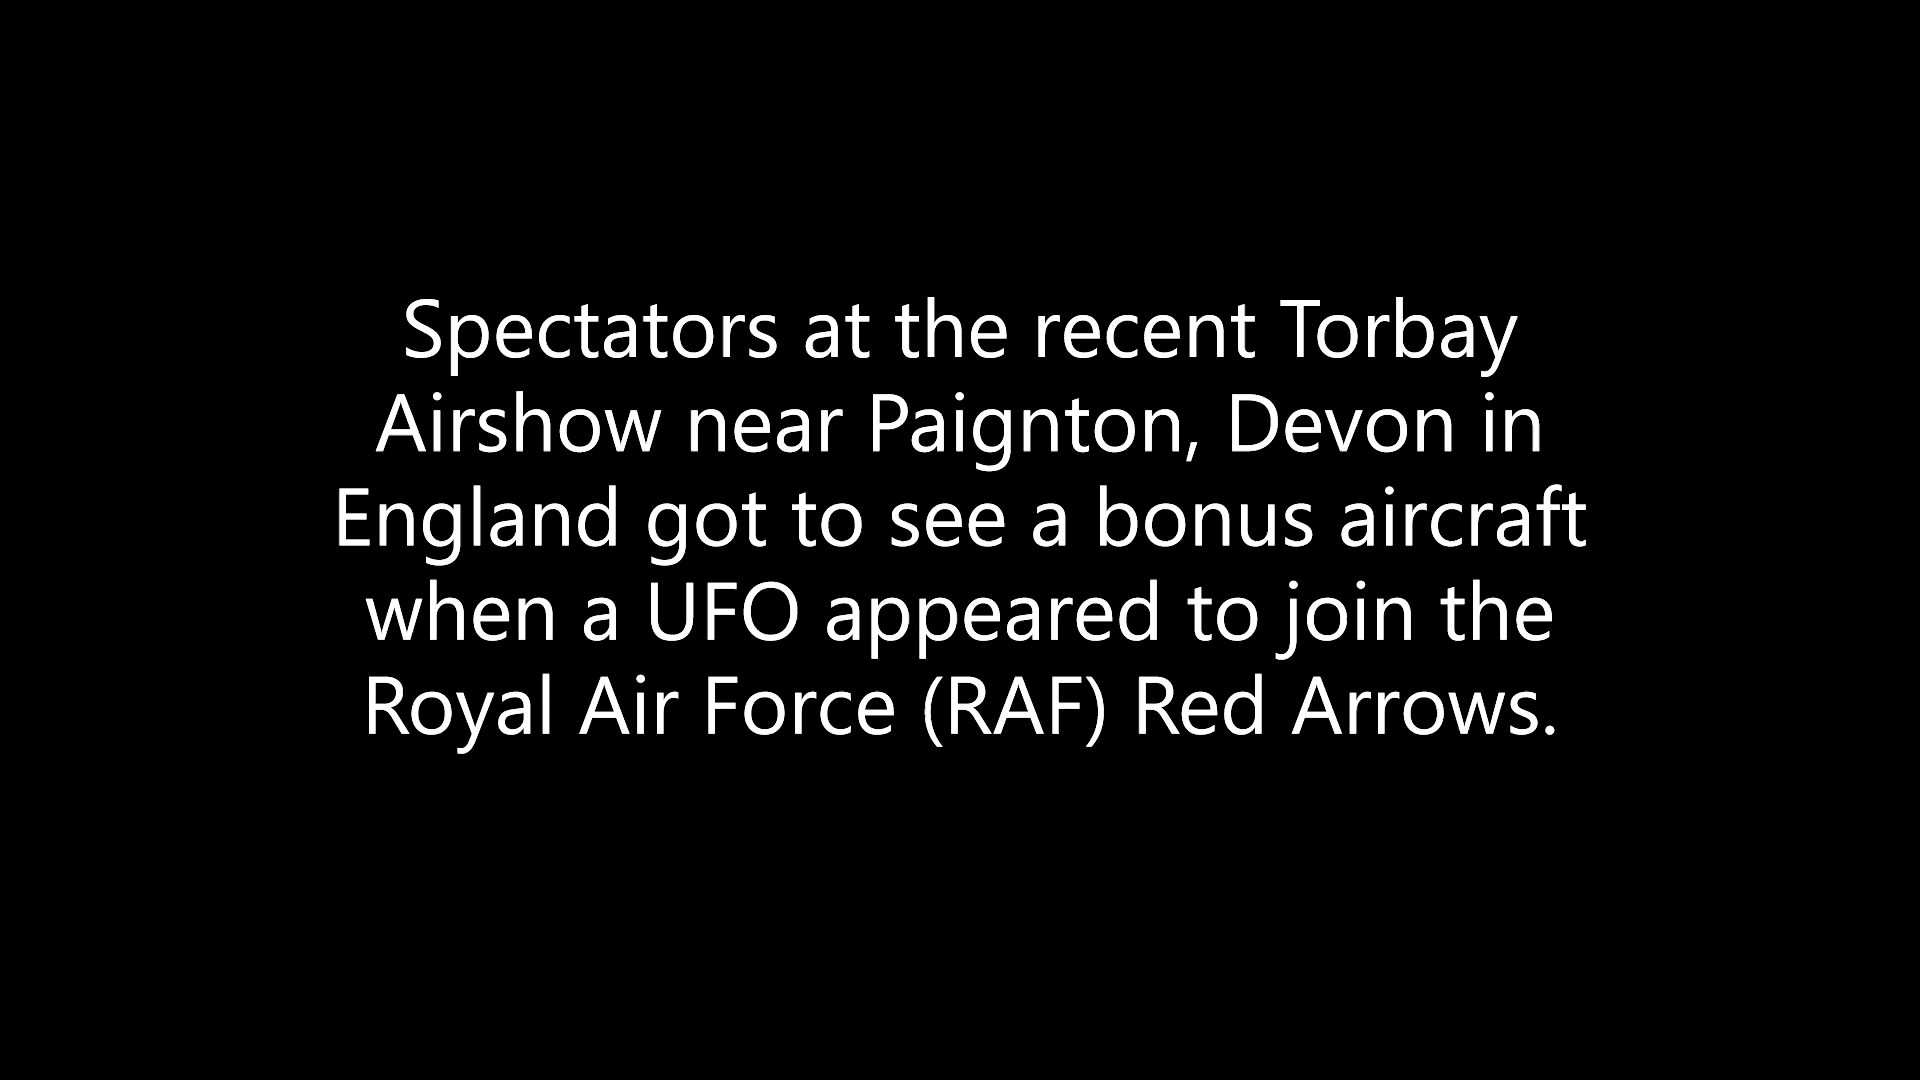 Spectators at the recent Torbay
Airshow near Paignton, Devon in
England got to see a bonus aircraft
when a UFO appeared to join the
Royal Air Force (RAF) Red Arrows.